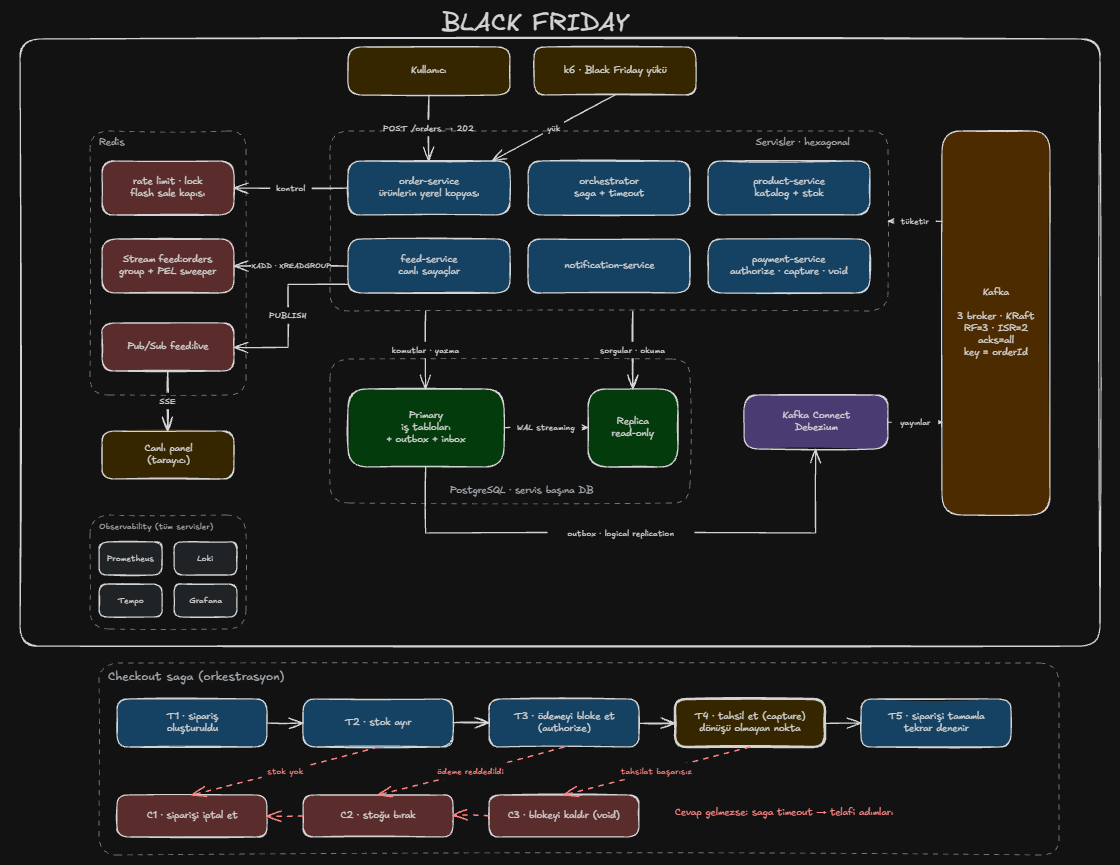 BLACK FRIDAY
Kullanıcı
k6 · Black Friday yükü
POST /orders → 202
yük
Redis
Servisler · hexagonal
rate limit · lock
flash sale kapısı
kontrol
order-service
ürünlerin yerel kopyası
orchestrator
saga + timeout
product-service
katalog + stok
tüketir
Stream feed:orders
group + PEL sweeper
XADD · XREADGROUP
feed-service
canlı sayaçlar
notification-service
payment-service
authorize · capture · void
Kafka
3 broker · KRaft
RF=3 · ISR=2
acks=all
key = orderId
PUBLISH
Pub/Sub feed:live
komutlar · yazma
sorgular · okuma
SSE
Primary
iş tabloları
+ outbox + inbox
WAL streaming
Replica
read-only
Kafka Connect
Debezium
yayınlar
Canlı panel
(tarayıcı)
PostgreSQL · servis başına DB
Observability (tüm servisler)
outbox · logical replication
Prometheus
Loki
Tempo
Grafana
Checkout saga (orkestrasyon)
T1 · sipariş
oluşturuldu
T2 · stok ayır
T3 · ödemeyi bloke et
(authorize)
T4 · tahsil et (capture)
dönüşü olmayan nokta
T5 · siparişi tamamla
tekrar denenir
stok yok
ödeme reddedildi
tahsilat başarısız
C1 · siparişi iptal et
C2 · stoğu bırak
C3 · blokeyi kaldır (void)
Cevap gelmezse: saga timeout → telafi adımları